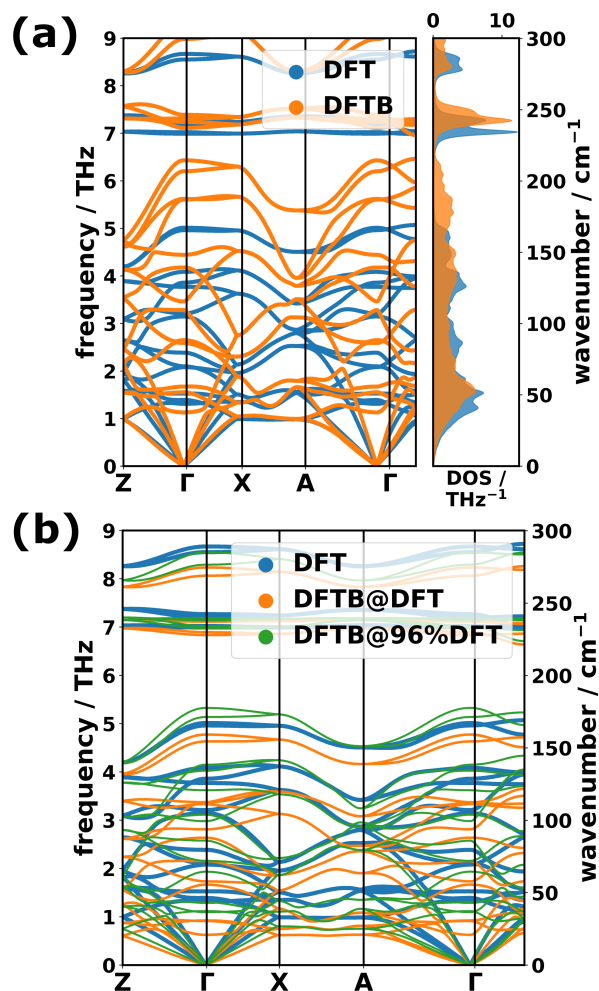 (a)
0 10
9
8
7
6
5
4
3
2
1
0
frequency / THz
DFT
DFTB
Z Γ X A Γ
300
250
200
150
100
50
0
wavenumber / cm⁻¹
DOS /
THz⁻¹
(b)
9
8
7
6
5
4
3
2
1
0
frequency / THz
DFT
DFTB@DFT
DFTB@96%DFT
Z Γ X A Γ
300
250
200
150
100
50
0
wavenumber / cm⁻¹